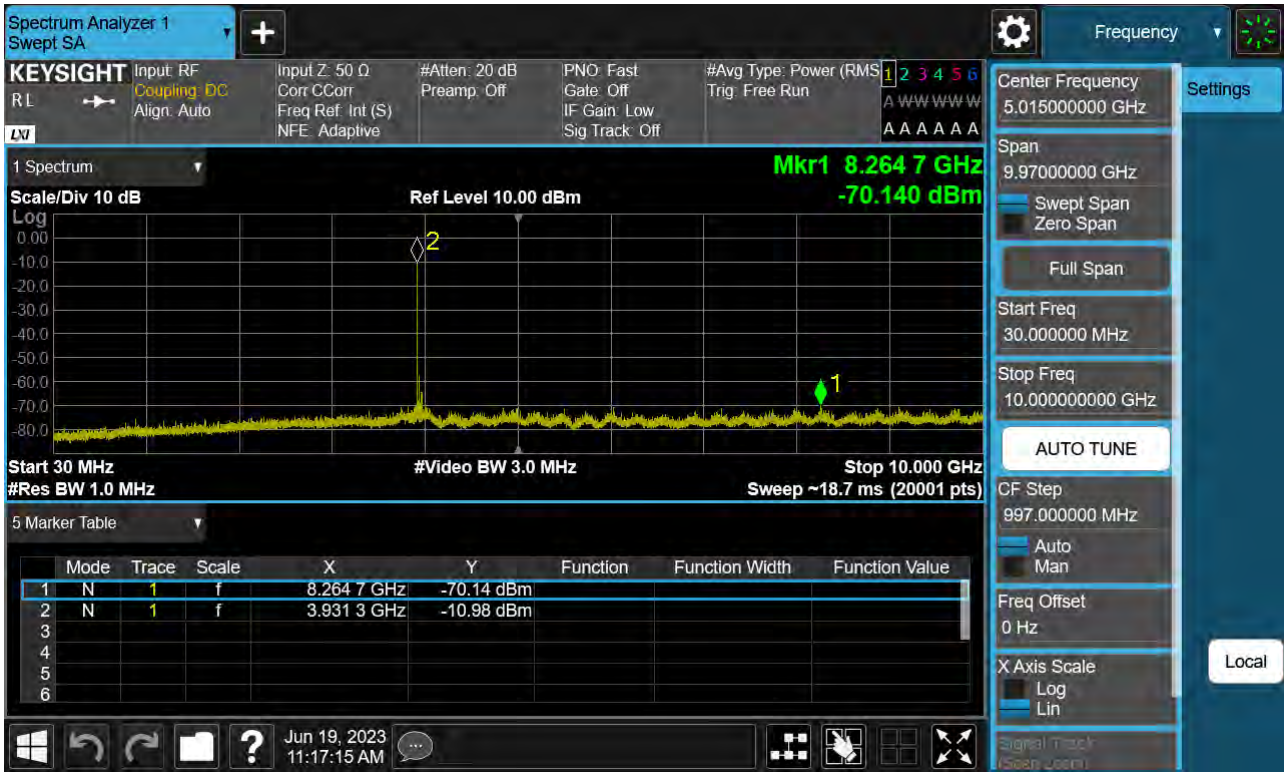 Spectrum Analyzer 1
Swept SA
+
Frequency
KEYSIGHT
RL
LXI
Input: RF
Coupling: DC
Align: Auto
Input Z: 50 Ω
Corr CCorr
Freq Ref: Int (S)
NFE: Adaptive
#Atten: 20 dB
Preamp: Off
PNO: Fast
Gate: Off
IF Gain: Low
Sig Track: Off
#Avg Type: Power (RMS
Trig: Free Run
1 2 3 4 5 6
A W W W W W
A A A A A A
1 Spectrum
Mkr1 8.264 7 GHz
-70.140 dBm
Scale/Div 10 dB
Ref Level 10.00 dBm
Log
0.00
-10.0
-20.0
-30.0
-40.0
-50.0
-60.0
-70.0
-80.0
2
1
Start 30 MHz
#Video BW 3.0 MHz
Stop 10.000 GHz
#Res BW 1.0 MHz
Sweep ~18.7 ms (20001 pts)
5 Marker Table
Mode Trace Scale X Y Function Function Width Function Value
1 N 1 f 8.264 7 GHz -70.14 dBm
2 N 1 f 3.931 3 GHz -10.98 dBm
3
4
5
6
Jun 19, 2023
11:17:15 AM
Center Frequency
5.015000000 GHz
Settings
Span
9.97000000 GHz
Swept Span
Zero Span
Full Span
Start Freq
30.000000 MHz
Stop Freq
10.000000000 GHz
AUTO TUNE
CF Step
997.000000 MHz
Auto
Man
Freq Offset
0 Hz
X Axis Scale
Log
Lin
Local
Signal Track
(Span Zoom)